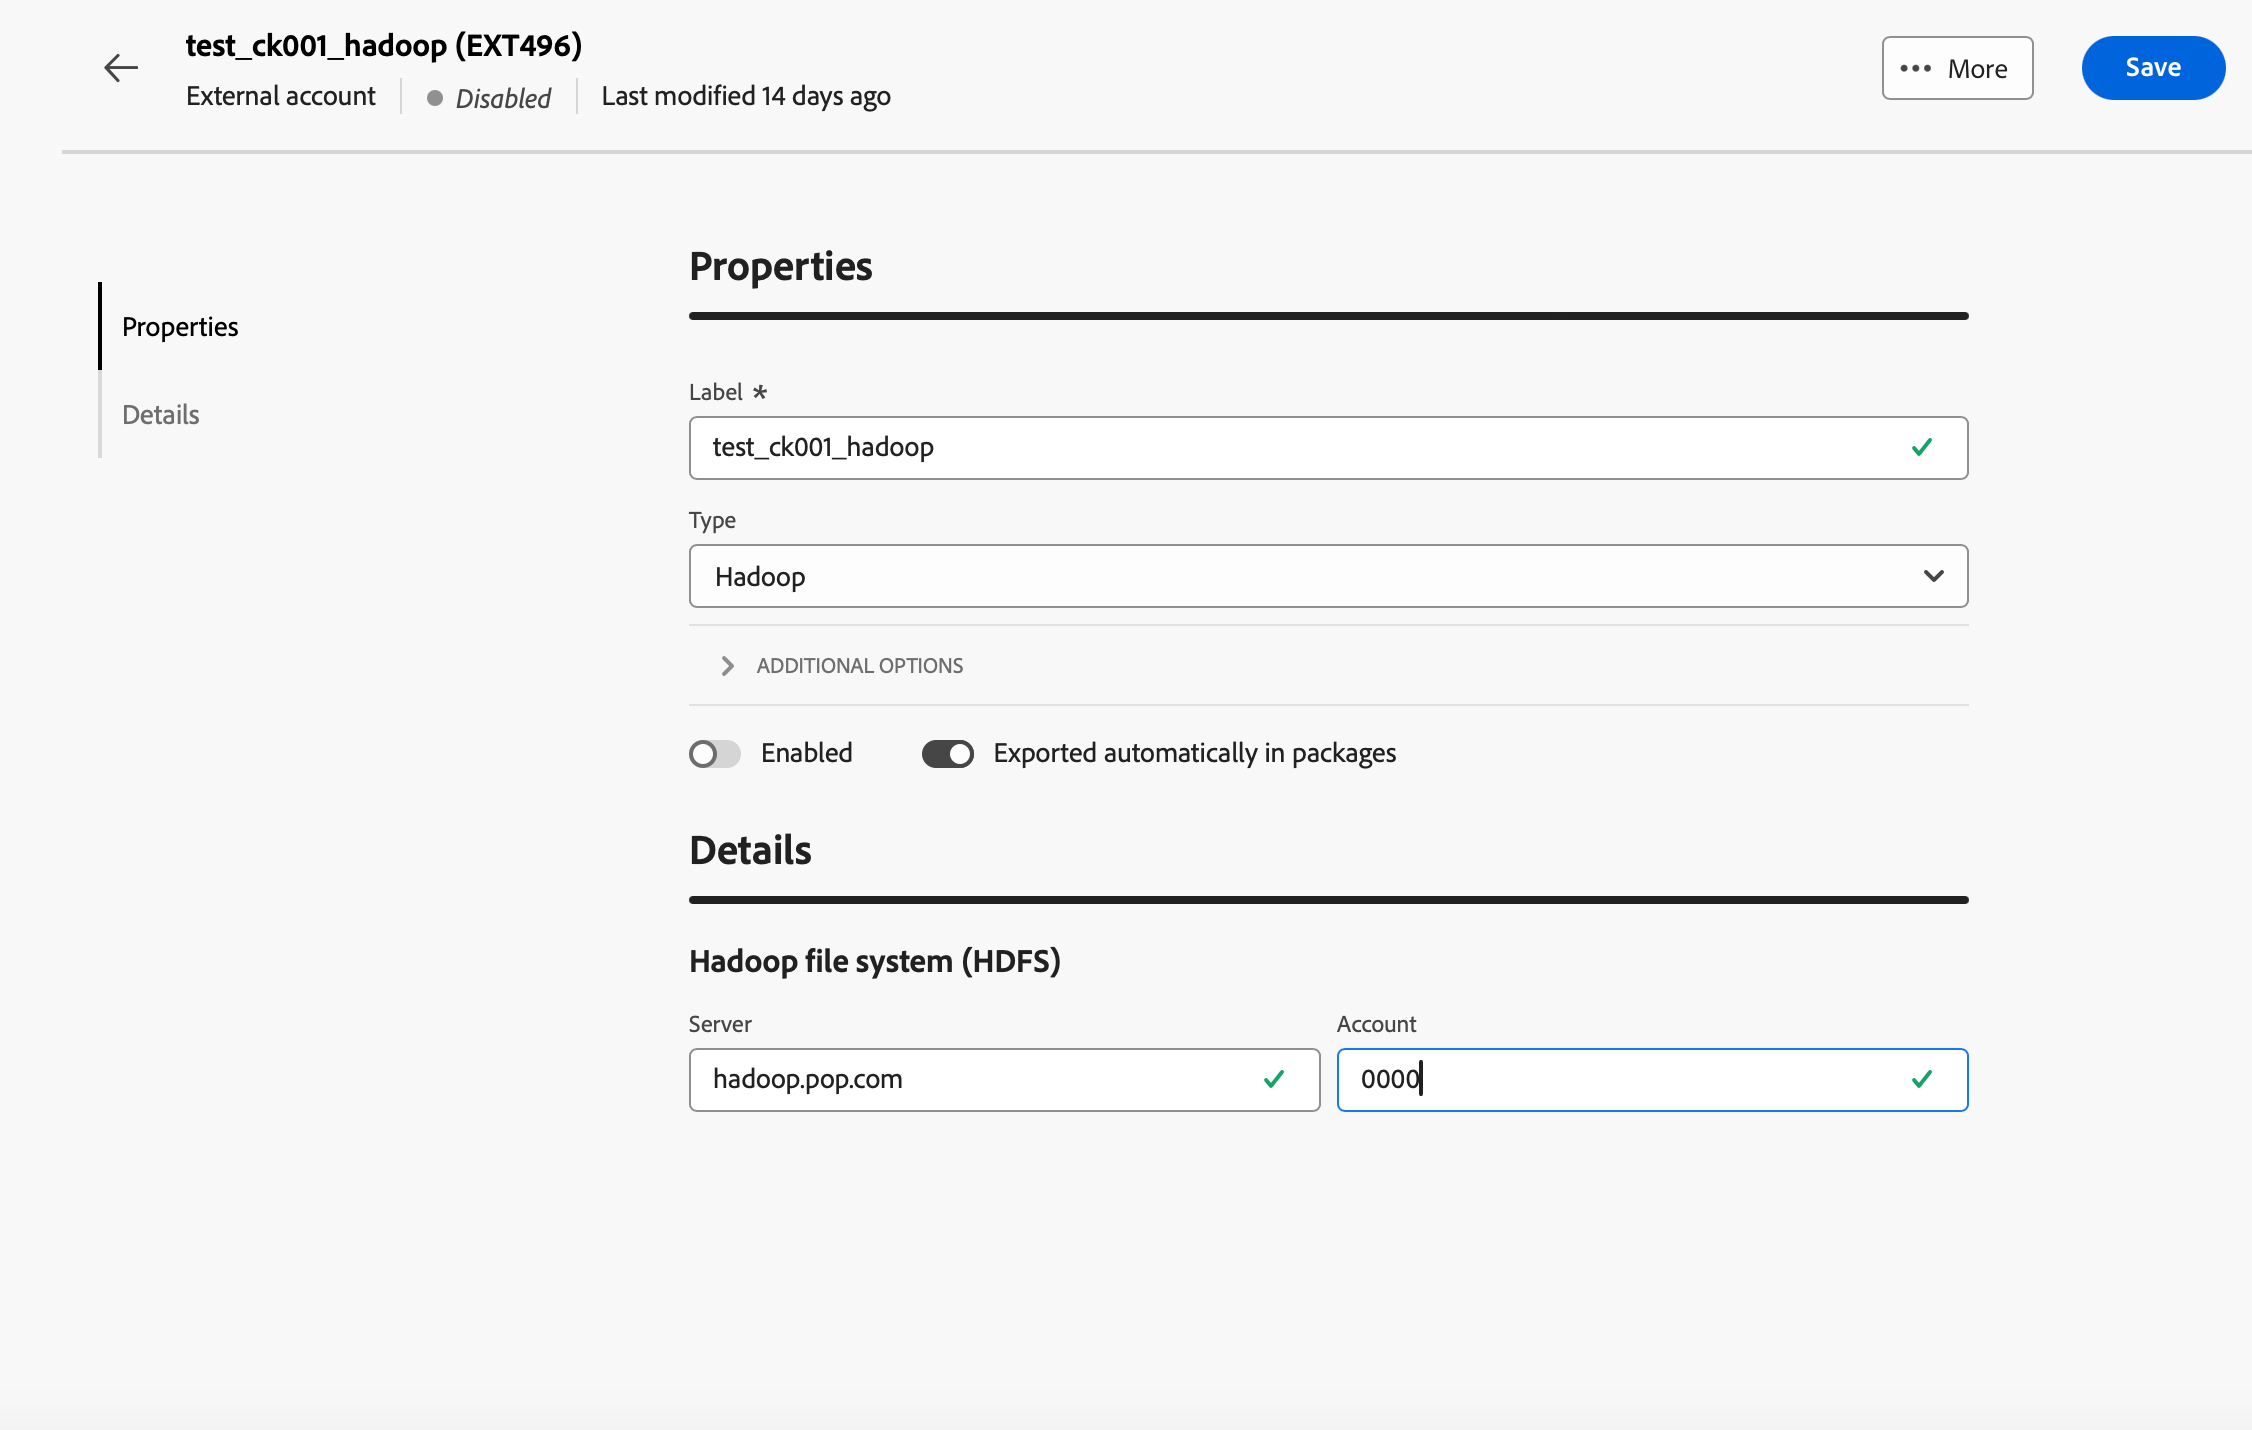 test_ck001_hadoop (EXT496)
External account Disabled Last modified 14 days ago
More
Save
Properties
Details
Properties
Label *
test_ck001_hadoop
Type
Hadoop
ADDITIONAL OPTIONS
Enabled Exported automatically in packages
Details
Hadoop file system (HDFS)
Server Account
hadoop.pop.com 0000